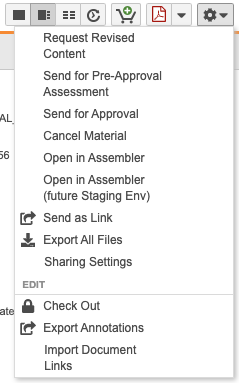 Request Revised
Content
Send for Pre-Approval
Assessment
Send for Approval
AL,
Cancel Material
56
Open in Assembler
Open in Assembler
(future Staging Env)
Send as Link
Export All Files
Sharing Settings
EDIT
Check Out
ate
Export Annotations
Import Document
Links